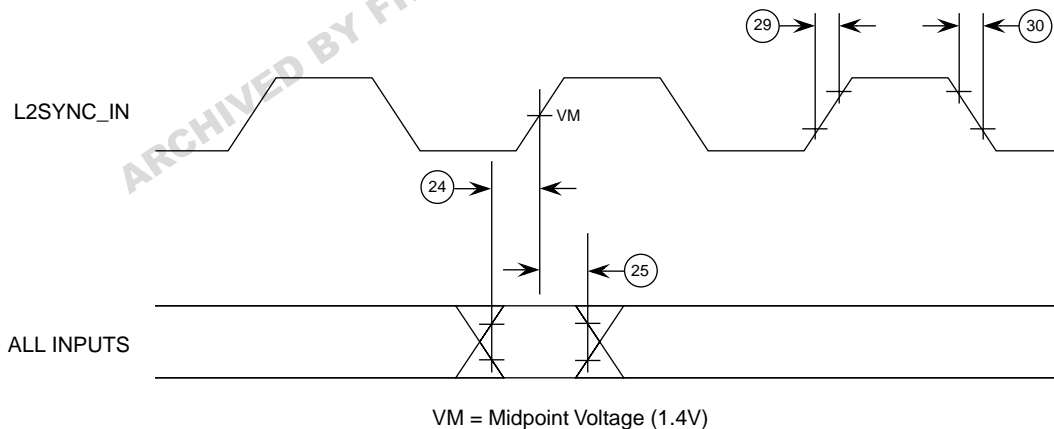 29
30
L2SYNC_IN
VM
ARCHIVED BY
24
25
ALL INPUTS
VM = Midpoint Voltage (1.4V)